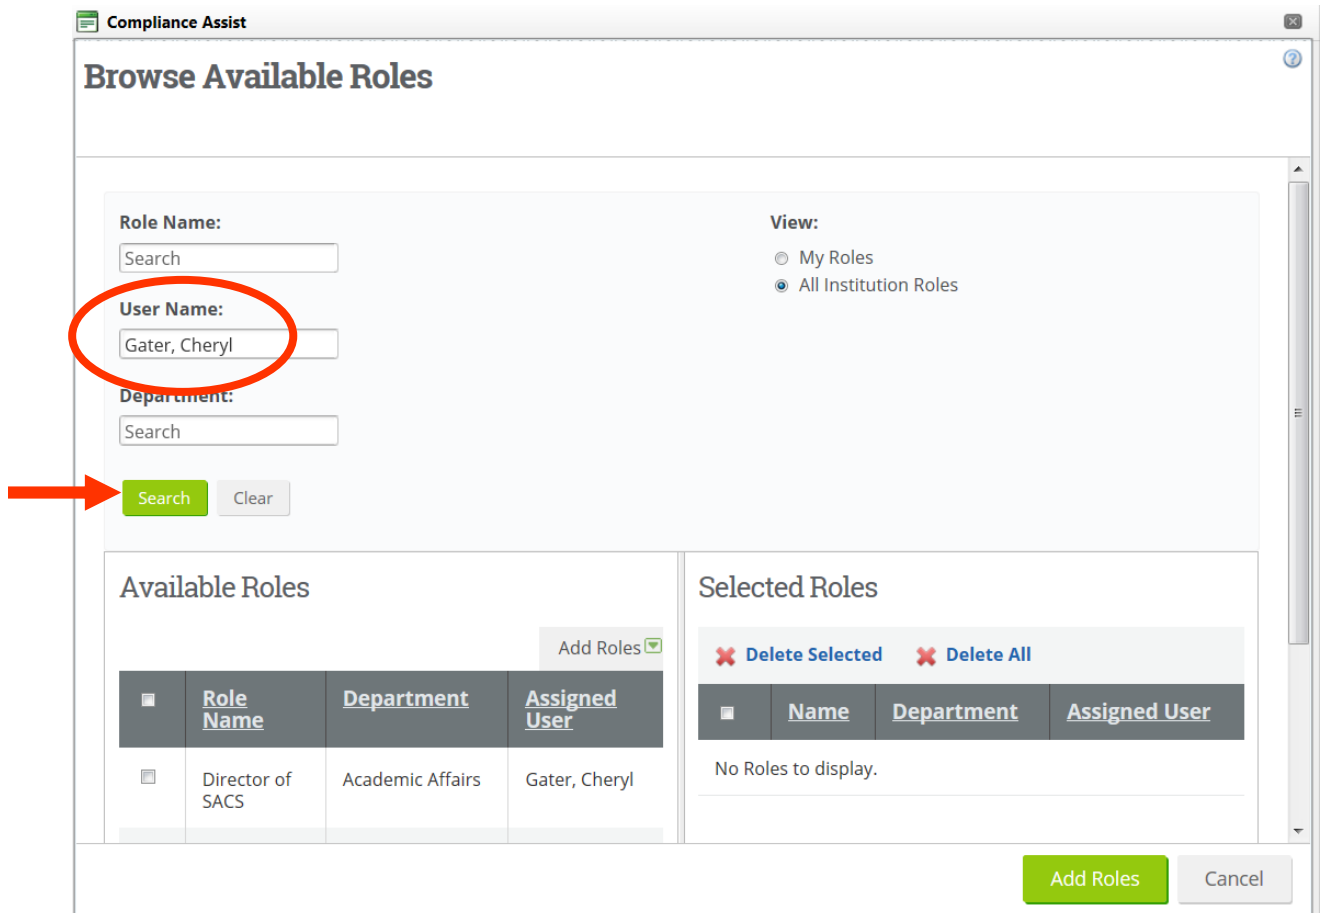 Compliance Assist
Browse Available Roles
Role Name:
Search
User Name:
Gater, Cheryl
Department:
Search
Search Clear
View:
My Roles
All Institution Roles
Available Roles
Add Roles
Role Name Department Assigned User
Director of SACS Academic Affairs Gater, Cheryl
Selected Roles
Delete Selected Delete All
Name Department Assigned User
No Roles to display.
Add Roles Cancel